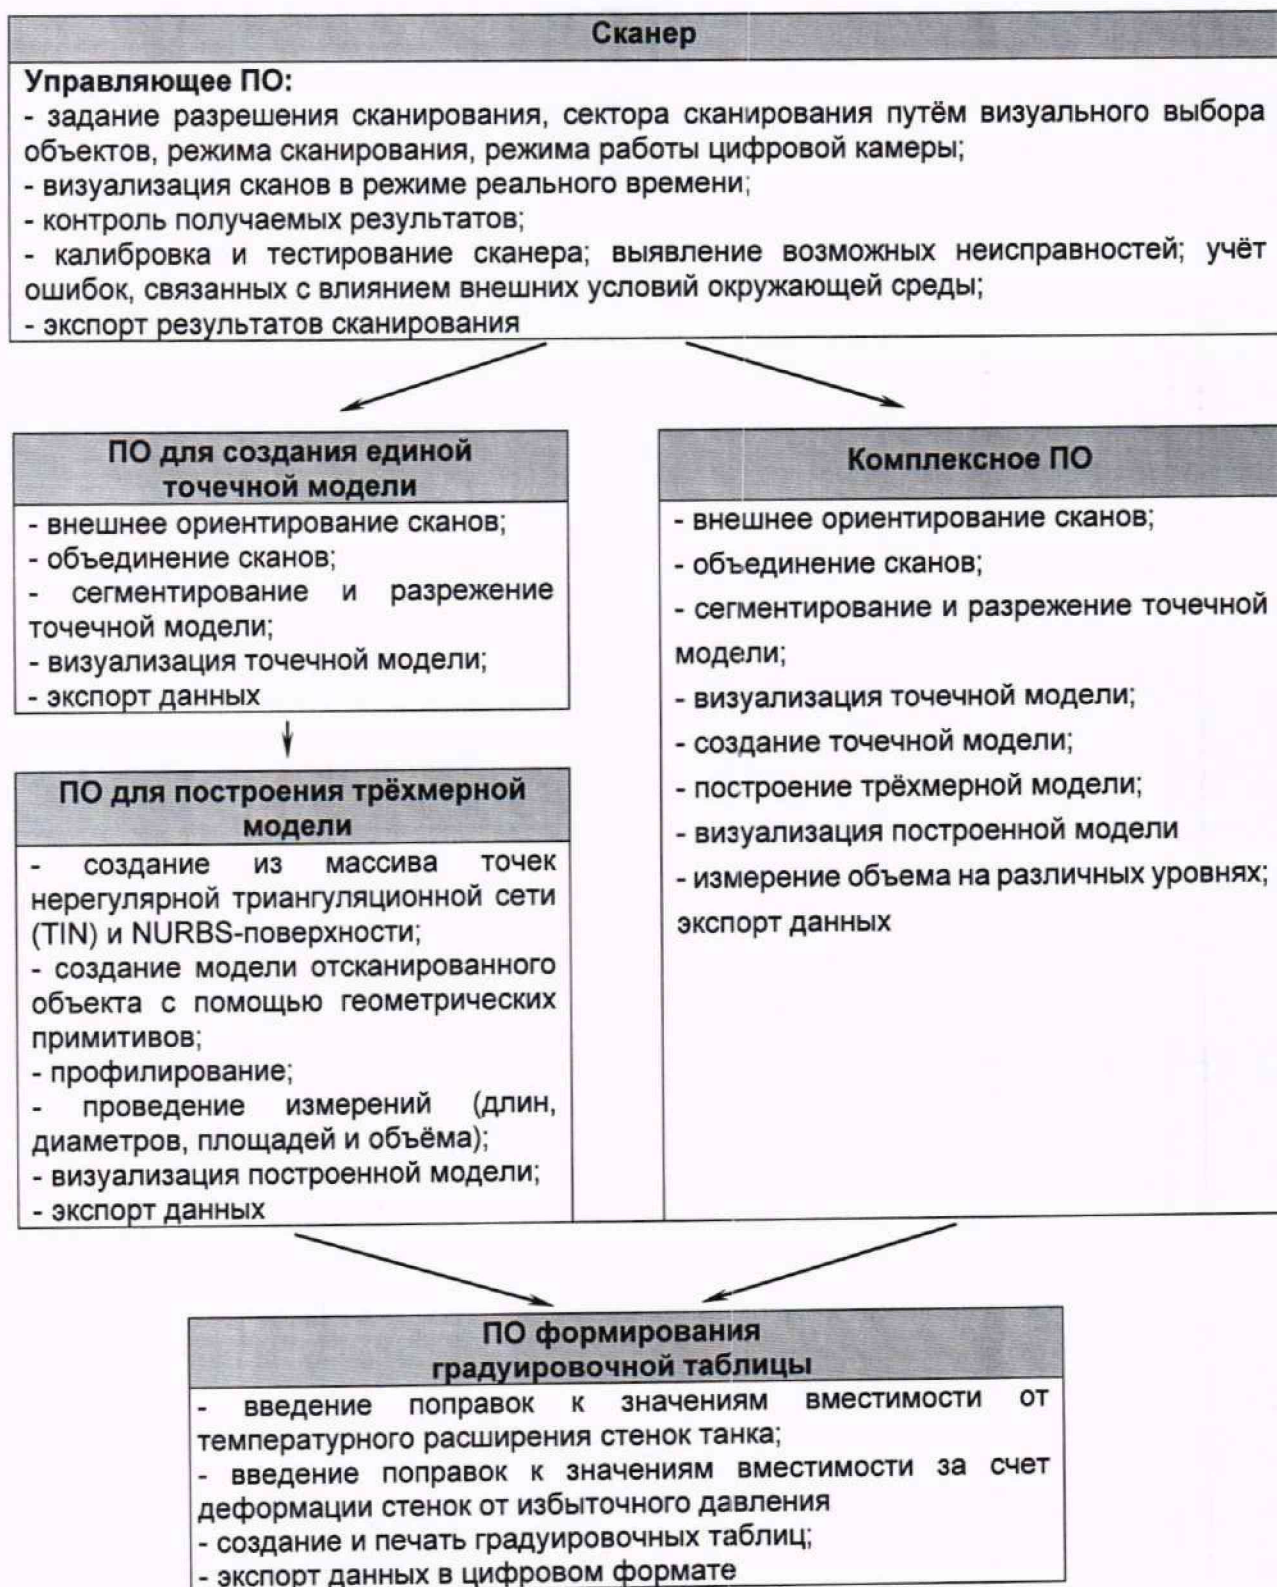 Сканер
Управляющее ПО:
- задание разрешения сканирования, сектора сканирования путём визуального выбора
объектов, режима сканирования, режима работы цифровой камеры;
- визуализация сканов в режиме реального времени;
- контроль получаемых результатов;
- калибровка и тестирование сканера; выявление возможных неисправностей; учёт
ошибок, связанных с влиянием внешних условий окружающей среды;
- экспорт результатов сканирования
ПО для создания единой
точечной модели
- внешнее ориентирование сканов;
- объединение сканов;
- сегментирование и разрежение
точечной модели;
- визуализация точечной модели;
- экспорт данных
ПО для построения трёхмерной
модели
- создание из массива точек
нерегулярной триангуляционной сети
(TIN) и NURBS-поверхности;
- создание модели отсканированного
объекта с помощью геометрических
примитивов;
- профилирование;
- проведение измерений (длин,
диаметров, площадей и объёма);
- визуализация построенной модели;
- экспорт данных
Комплексное ПО
- внешнее ориентирование сканов;
- объединение сканов;
- сегментирование и разрежение точечной
модели;
- визуализация точечной модели;
- создание точечной модели;
- построение трёхмерной модели;
- визуализация построенной модели
- измерение объема на различных уровнях;
экспорт данных
ПО формирования
градуировочной таблицы
- введение поправок к значениям вместимости от
температурного расширения стенок танка;
- введение поправок к значениям вместимости за счет
деформации стенок от избыточного давления
- создание и печать градуировочных таблиц;
- экспорт данных в цифровом формате